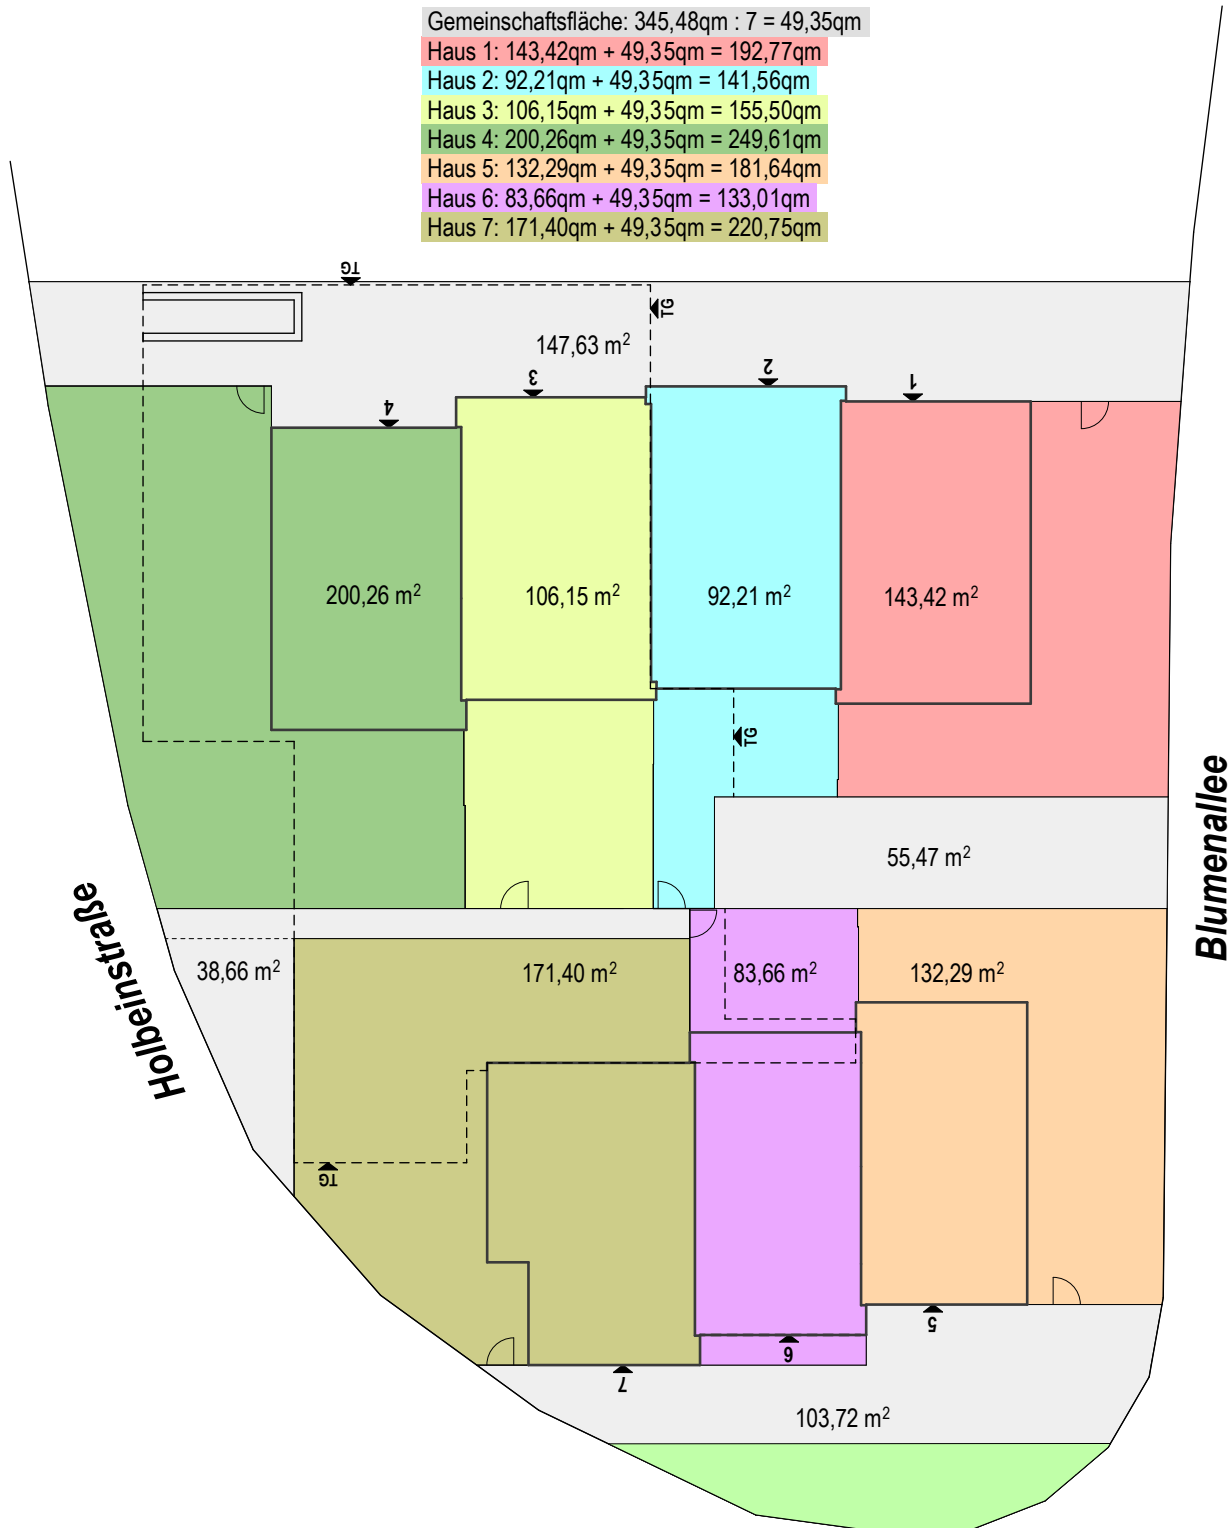 Gemeinschaftsfläche: 345,48qm : 7 = 49,35qm
Haus 1: 143,42qm + 49,35qm = 192,77qm
Haus 2: 92,21qm + 49,35qm = 141,56qm
Haus 3: 106,15qm + 49,35qm = 155,50qm
Haus 4: 200,26qm + 49,35qm = 249,61qm
Haus 5: 132,29qm + 49,35qm = 181,64qm
Haus 6: 83,66qm + 49,35qm = 133,01qm
Haus 7: 171,40qm + 49,35qm = 220,75qm
TG
TG
147,63 m²
2
3
1
4
200,26 m²
106,15 m²
92,21 m²
143,42 m²
TG
55,47 m²
Blumenallee
Holbeinstraße
38,66 m²
171,40 m²
83,66 m²
132,29 m²
TG
5
6
7
103,72 m²